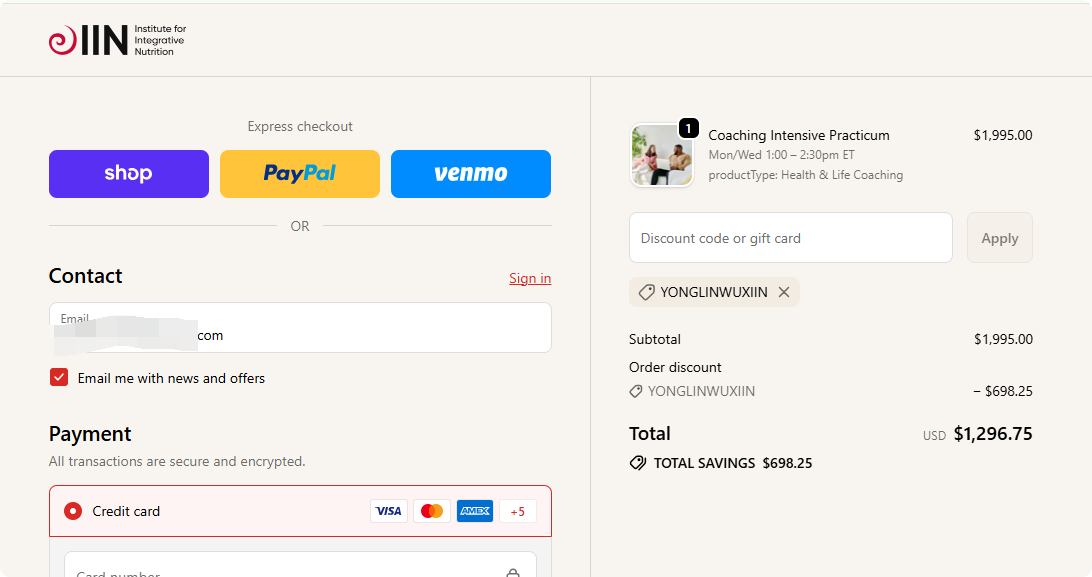 IIN
Institute for
Integrative
Nutrition
Express checkout
shop
PayPal
venmo
OR
Contact
Sign in
Email
com
Email me with news and offers
Payment
All transactions are secure and encrypted.
Credit card
VISA
AMEX
+5
Card number
1
Coaching Intensive Practicum
$1,995.00
Mon/Wed 1:00 – 2:30pm ET
productType: Health & Life Coaching
Discount code or gift card
Apply
YONGLINWUXIIN
Subtotal
$1,995.00
Order discount
YONGLINWUXIIN
– $698.25
Total
USD $1,296.75
TOTAL SAVINGS $698.25